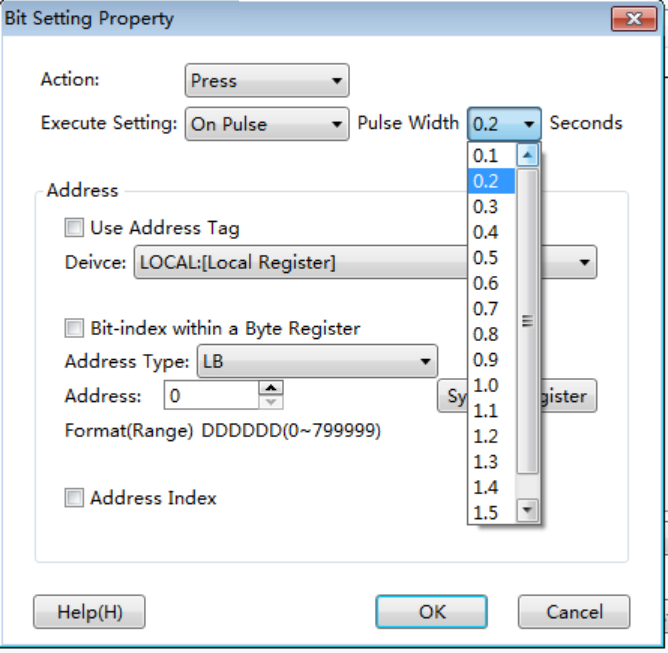 Bit Setting Property
Action: Press
Execute Setting: On Pulse Pulse Width 0.2 Seconds
0.1
0.2
0.3
0.4
0.5
0.6
0.7
0.8
0.9
1.0
1.1
1.2
1.3
1.4
1.5
Address
Use Address Tag
Deivce: LOCAL:[Local Register]
Bit-index within a Byte Register
Address Type: LB
Address: 0
Format(Range) DDDDDD(0~799999)
Address Index
Help(H) OK Cancel